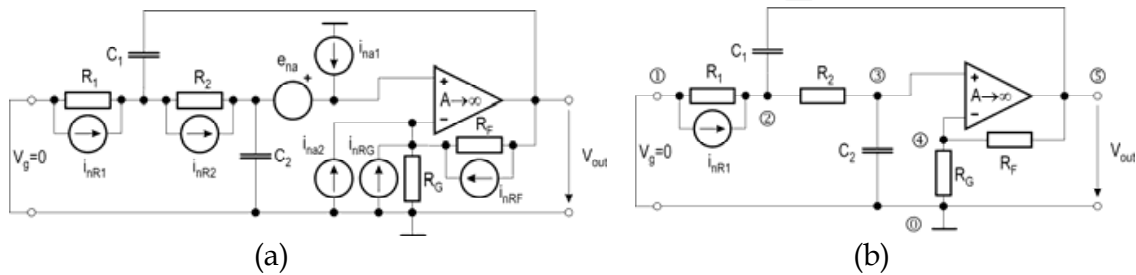 C1
R1
R2
ena
+
ina1
+
A→∞
−
RF
ina2
inRG
RG
inRF
C2
inR1
inR2
Vg=0
Vout
(a)
①
R1
C1
R2
③
②
inR1
+
A→∞
−
④
⑤
RF
C2
RG
Vg=0
Vout
⓪
(b)